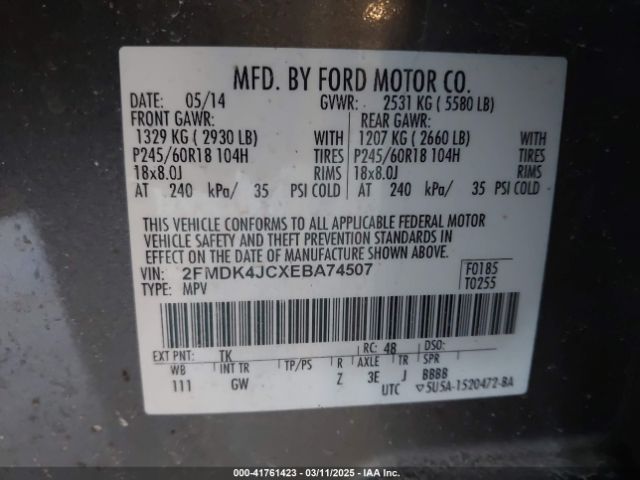 MFD. BY FORD MOTOR CO.
DATE: 05/14 GVWR: 2531 KG ( 5580 LB)
FRONT GAWR: REAR GAWR:
1329 KG ( 2930 LB) WITH 1207 KG ( 2660 LB) WITH
P245/60R18 104H TIRES P245/60R18 104H TIRES
18x8.0J RIMS 18x8.0J RIMS
AT 240 kPa/ 35 PSI COLD AT 240 kPa/ 35 PSI COLD
THIS VEHICLE CONFORMS TO ALL APPLICABLE FEDERAL MOTOR
VEHICLE SAFETY AND THEFT PREVENTION STANDARDS IN
EFFECT ON THE DATE OF MANUFACTURE SHOWN ABOVE.
VIN: 2FMDK4JCXEBA74507 F0185
TYPE: MPV T0255
EXT PNT: TK RC: 48 DSO:
WB INT TR TP/PS R AXLE TR SPR
111 GW Z 3E J BBBB
UTC ▽5U5A-1520472-BA
000-41761423 - 03/11/2025 - IAA Inc.